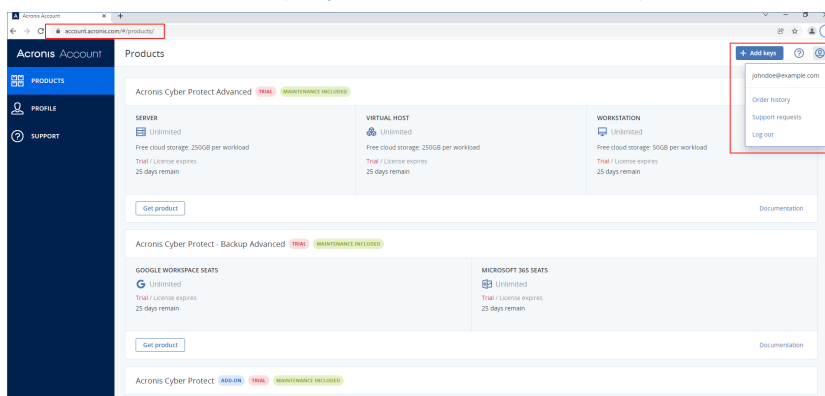 Acronis Account
account.acronis.com/#/products/
Acronis Account
Products
+ Add keys
johndoe@example.com
Order history
Support requests
Log out
PRODUCTS
PROFILE
SUPPORT
Acronis Cyber Protect Advanced TRIAL MAINTENANCE INCLUDED
SERVER
Unlimited
Free cloud storage: 250GB per workload
Trial / License expires
25 days remain
VIRTUAL HOST
Unlimited
Free cloud storage: 250GB per workload
Trial / License expires
25 days remain
WORKSTATION
Unlimited
Free cloud storage: 50GB per workload
Trial / License expires
25 days remain
Get product
Documentation
Acronis Cyber Protect - Backup Advanced TRIAL MAINTENANCE INCLUDED
GOOGLE WORKSPACE SEATS
Unlimited
Trial / License expires
25 days remain
MICROSOFT 365 SEATS
Unlimited
Trial / License expires
25 days remain
Get product
Documentation
Acronis Cyber Protect ADD-ON TRIAL MAINTENANCE INCLUDED